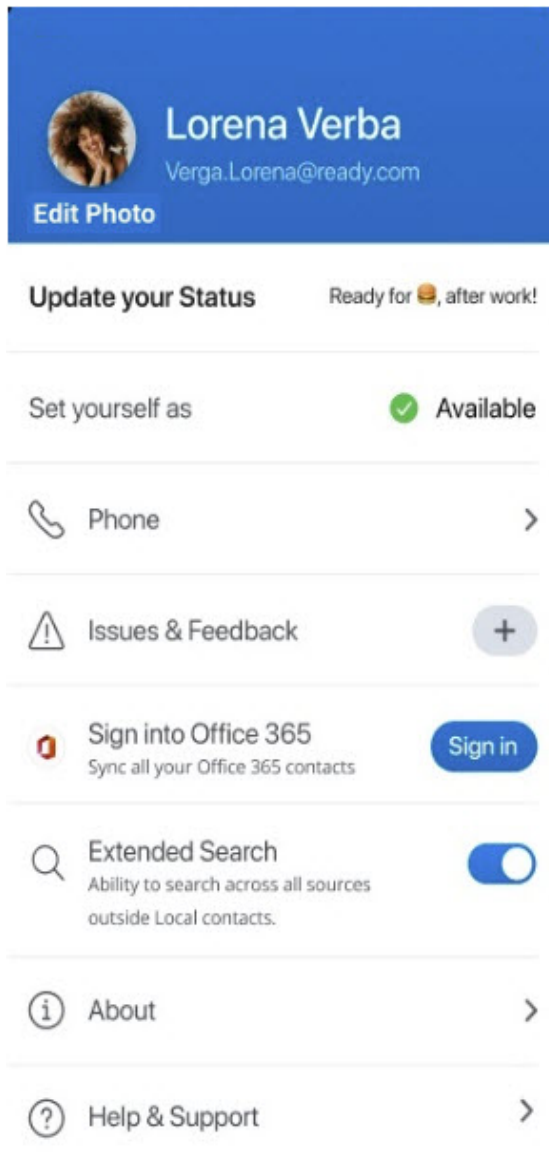 Lorena Verba
Verga.Lorena@ready.com
Edit Photo
Update your Status Ready for 🍔, after work!
Set yourself as Available
Phone
Issues & Feedback +
Sign into Office 365 Sign in
Sync all your Office 365 contacts
Extended Search
Ability to search across all sources
outside Local contacts.
About
Help & Support